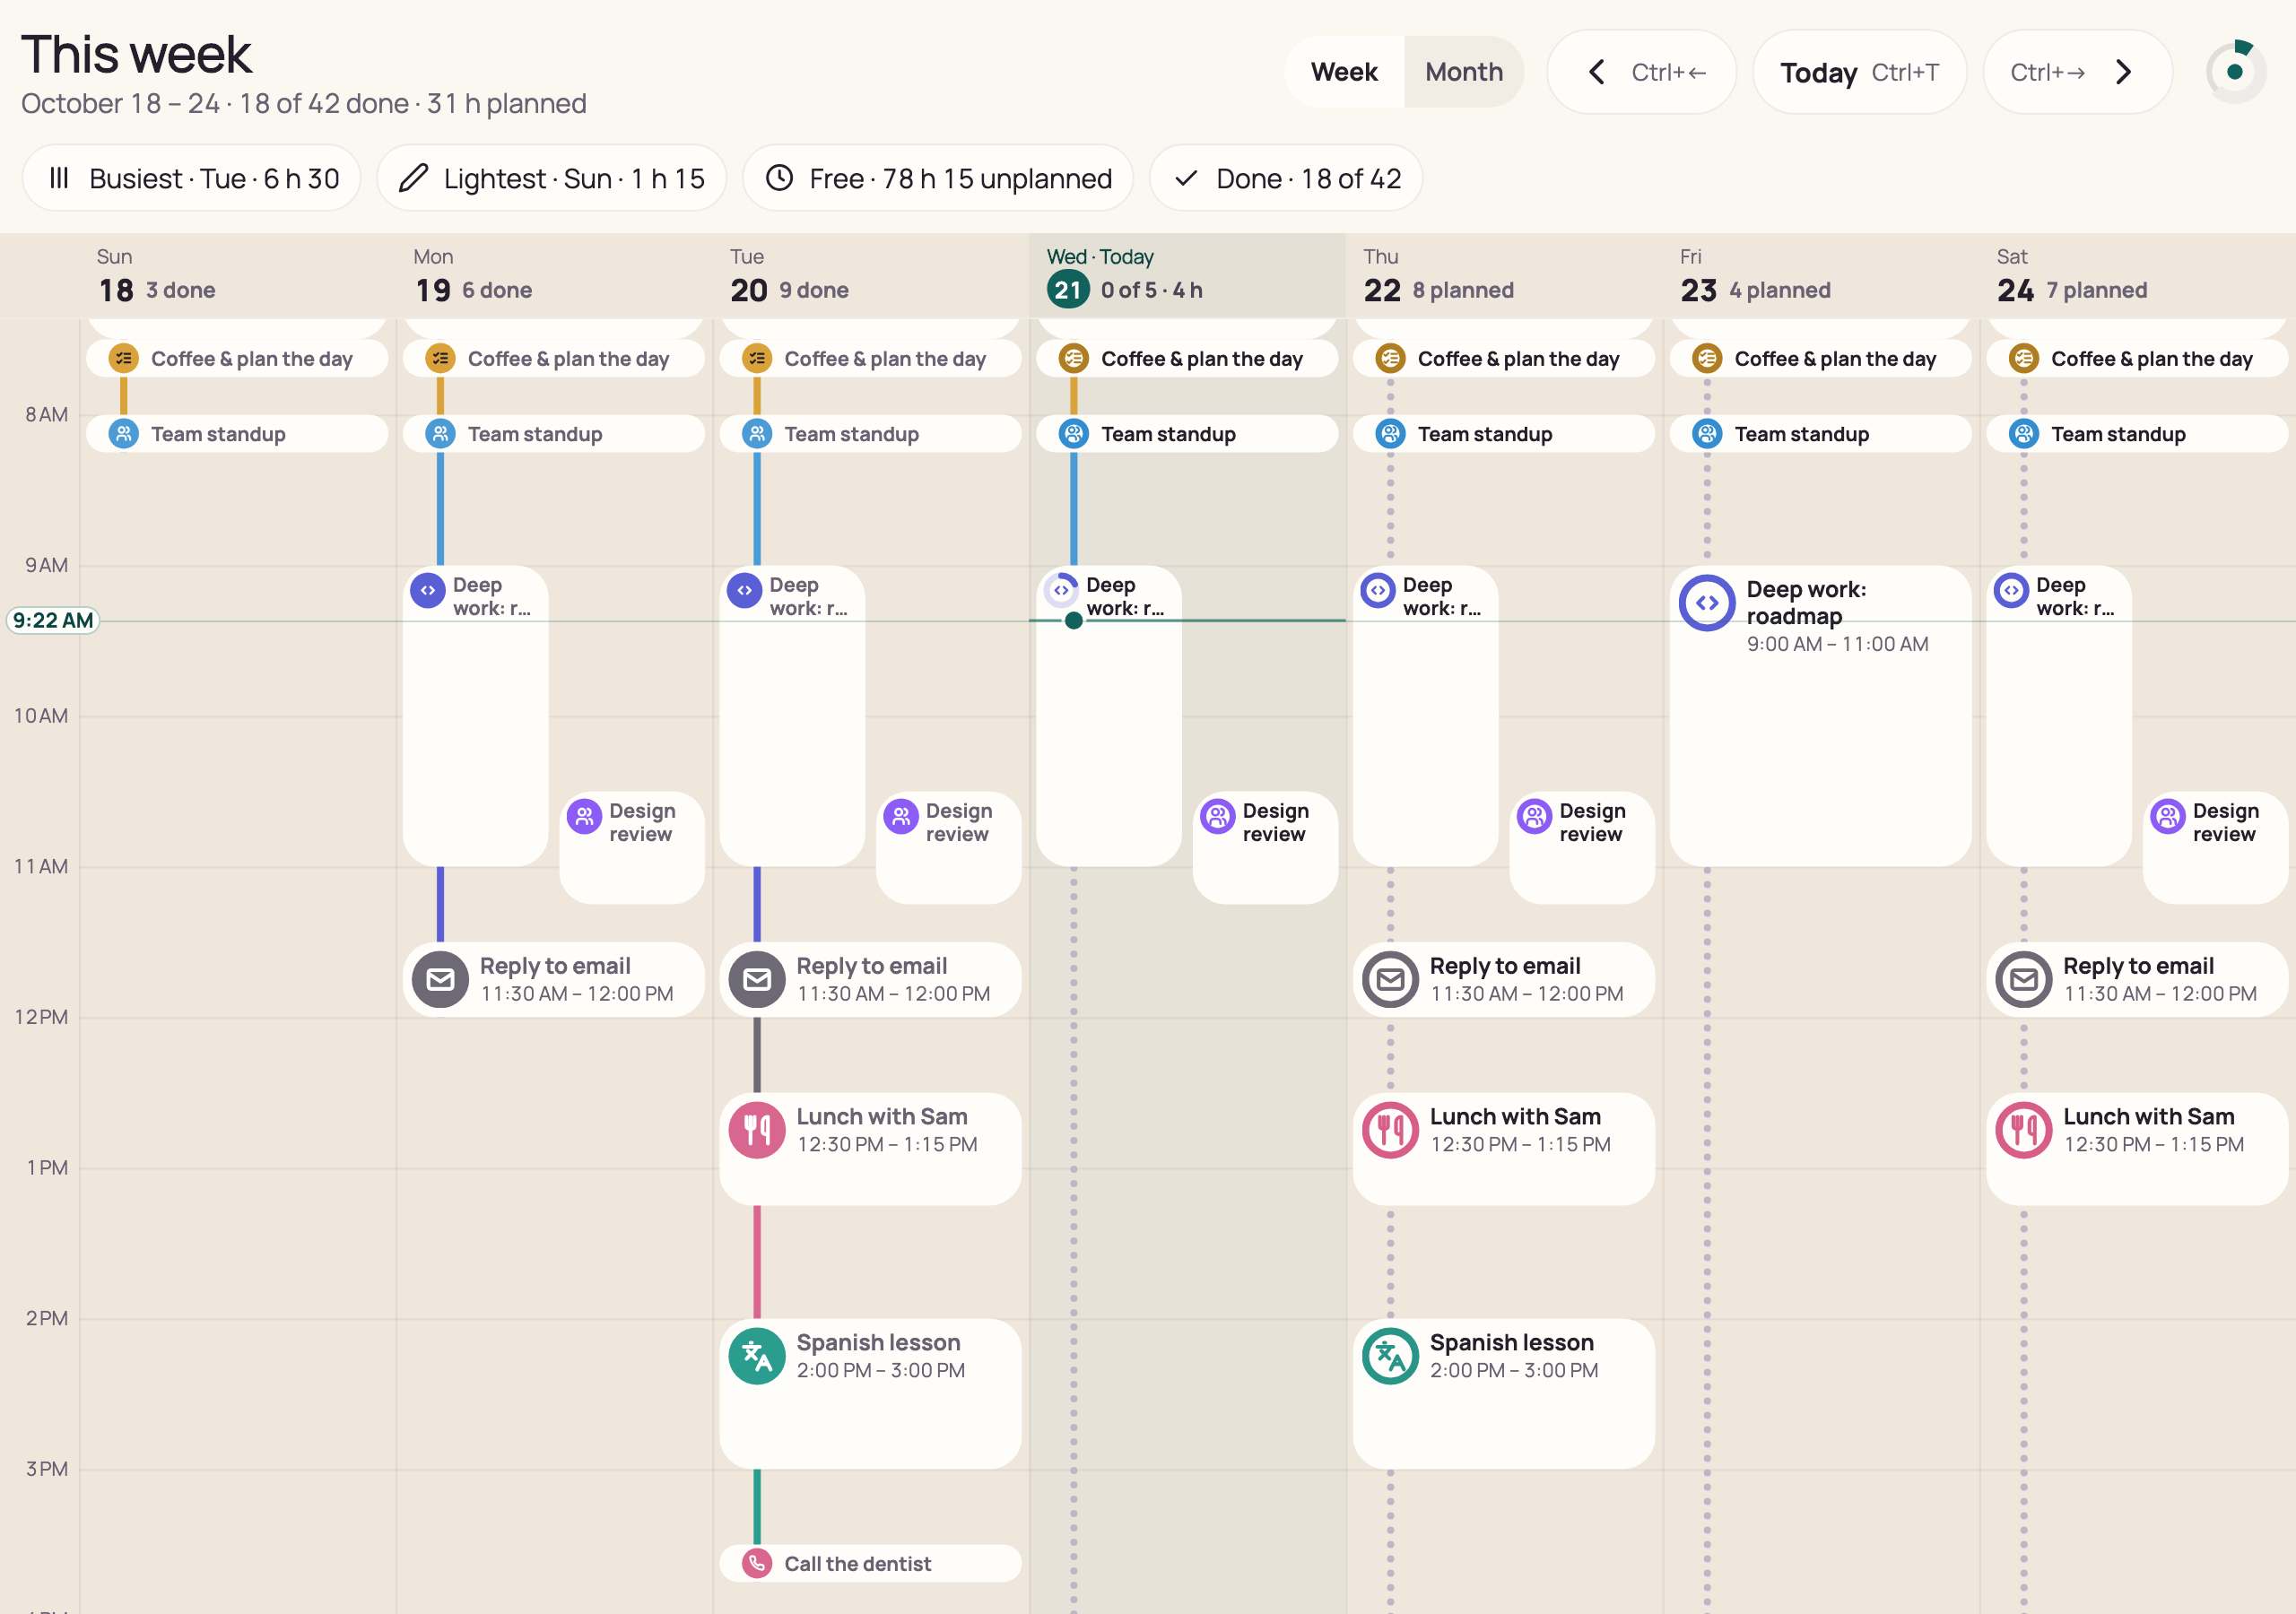 This week
October 18 – 24 · 18 of 42 done · 31 h planned
Week
Month
Ctrl+←
Today Ctrl+T
Ctrl+→
Busiest · Tue · 6 h 30
Lightest · Sun · 1 h 15
Free · 78 h 15 unplanned
Done · 18 of 42
Sun
18 3 done
Mon
19 6 done
Tue
20 9 done
Wed · Today
21 0 of 5 · 4 h
Thu
22 8 planned
Fri
23 4 planned
Sat
24 7 planned
Coffee & plan the day
Coffee & plan the day
Coffee & plan the day
Coffee & plan the day
Coffee & plan the day
Coffee & plan the day
Coffee & plan the day
8 AM
Team standup
Team standup
Team standup
Team standup
Team standup
Team standup
Team standup
9 AM
Deep
work: r...
Deep
work: r...
Deep
work: r...
Deep
work: r...
Deep work:
roadmap
9:00 AM – 11:00 AM
Deep
work: r...
9:22 AM
10 AM
Design
review
Design
review
Design
review
Design
review
Design
review
11 AM
Reply to email
11:30 AM – 12:00 PM
Reply to email
11:30 AM – 12:00 PM
Reply to email
11:30 AM – 12:00 PM
Reply to email
11:30 AM – 12:00 PM
12 PM
Lunch with Sam
12:30 PM – 1:15 PM
Lunch with Sam
12:30 PM – 1:15 PM
Lunch with Sam
12:30 PM – 1:15 PM
1 PM
2 PM
Spanish lesson
2:00 PM – 3:00 PM
Spanish lesson
2:00 PM – 3:00 PM
3 PM
Call the dentist